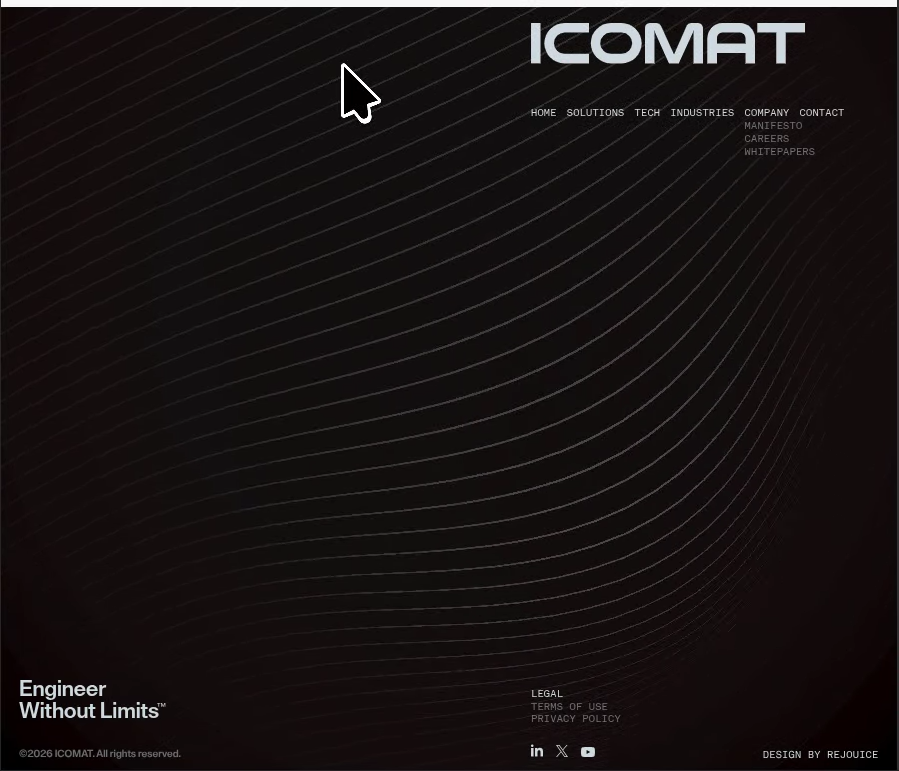 ICOMAT
HOME SOLUTIONS TECH INDUSTRIES COMPANY CONTACT
MANIFESTO
CAREERS
WHITEPAPERS
Engineer
Without Limits™
©2026 ICOMAT. All rights reserved.
LEGAL
TERMS OF USE
PRIVACY POLICY
in X
DESIGN BY REJOUICE